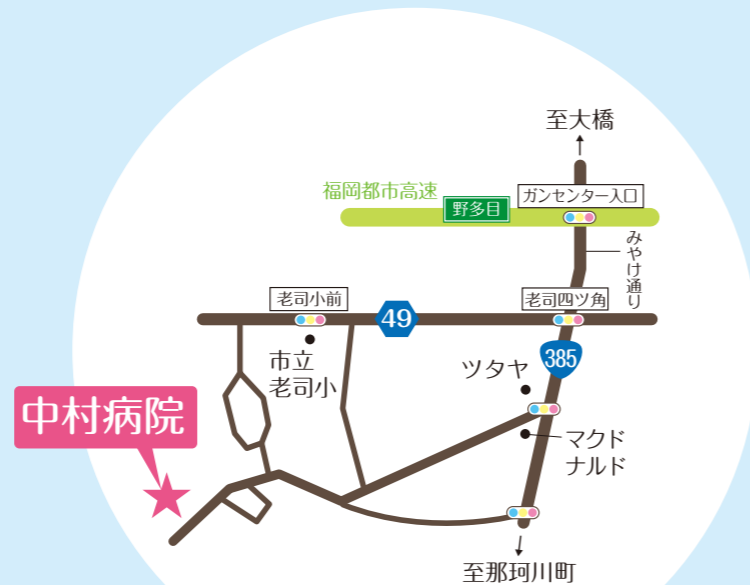 至大橋
福岡都市高速
野多目
ガンセンター入口
みやけ通り
老司小前
49
老司四ツ角
市立
老司小
385
ツタヤ
中村病院
マクド
ナルド
至那珂川町